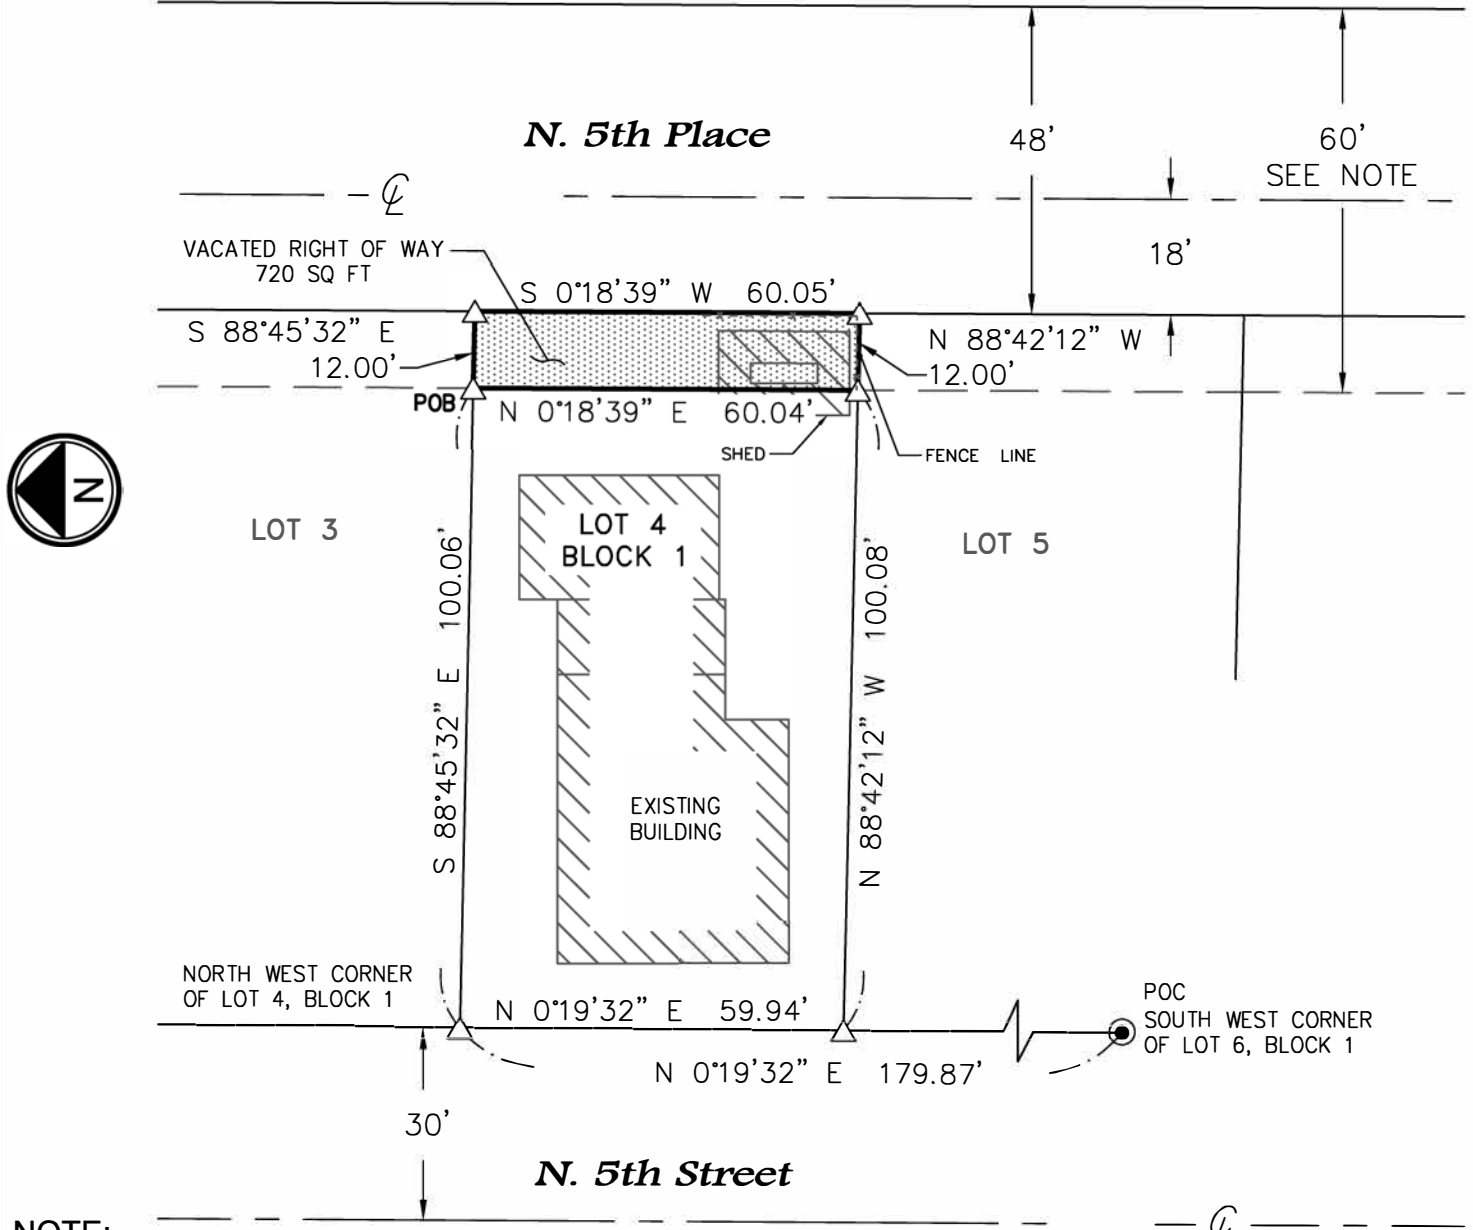 N. 5th Place
48'
60'
SEE NOTE
℄
VACATED RIGHT OF WAY
720 SQ FT
18'
S 0°18'39" W 60.05'
S 88°45'32" E
12.00'
N 88°42'12" W
12.00'
POB
N 0°18'39" E 60.04'
SHED
FENCE LINE
N
LOT 3
LOT 4
BLOCK 1
LOT 5
S 88°45'32" E 100.06'
N 88°42'12" W 100.08'
EXISTING
BUILDING
NORTH WEST CORNER
OF LOT 4, BLOCK 1
N 0°19'32" E 59.94'
POC
SOUTH WEST CORNER
OF LOT 6, BLOCK 1
N 0°19'32" E 179.87'
30'
N. 5th Street
NOTE:
℄